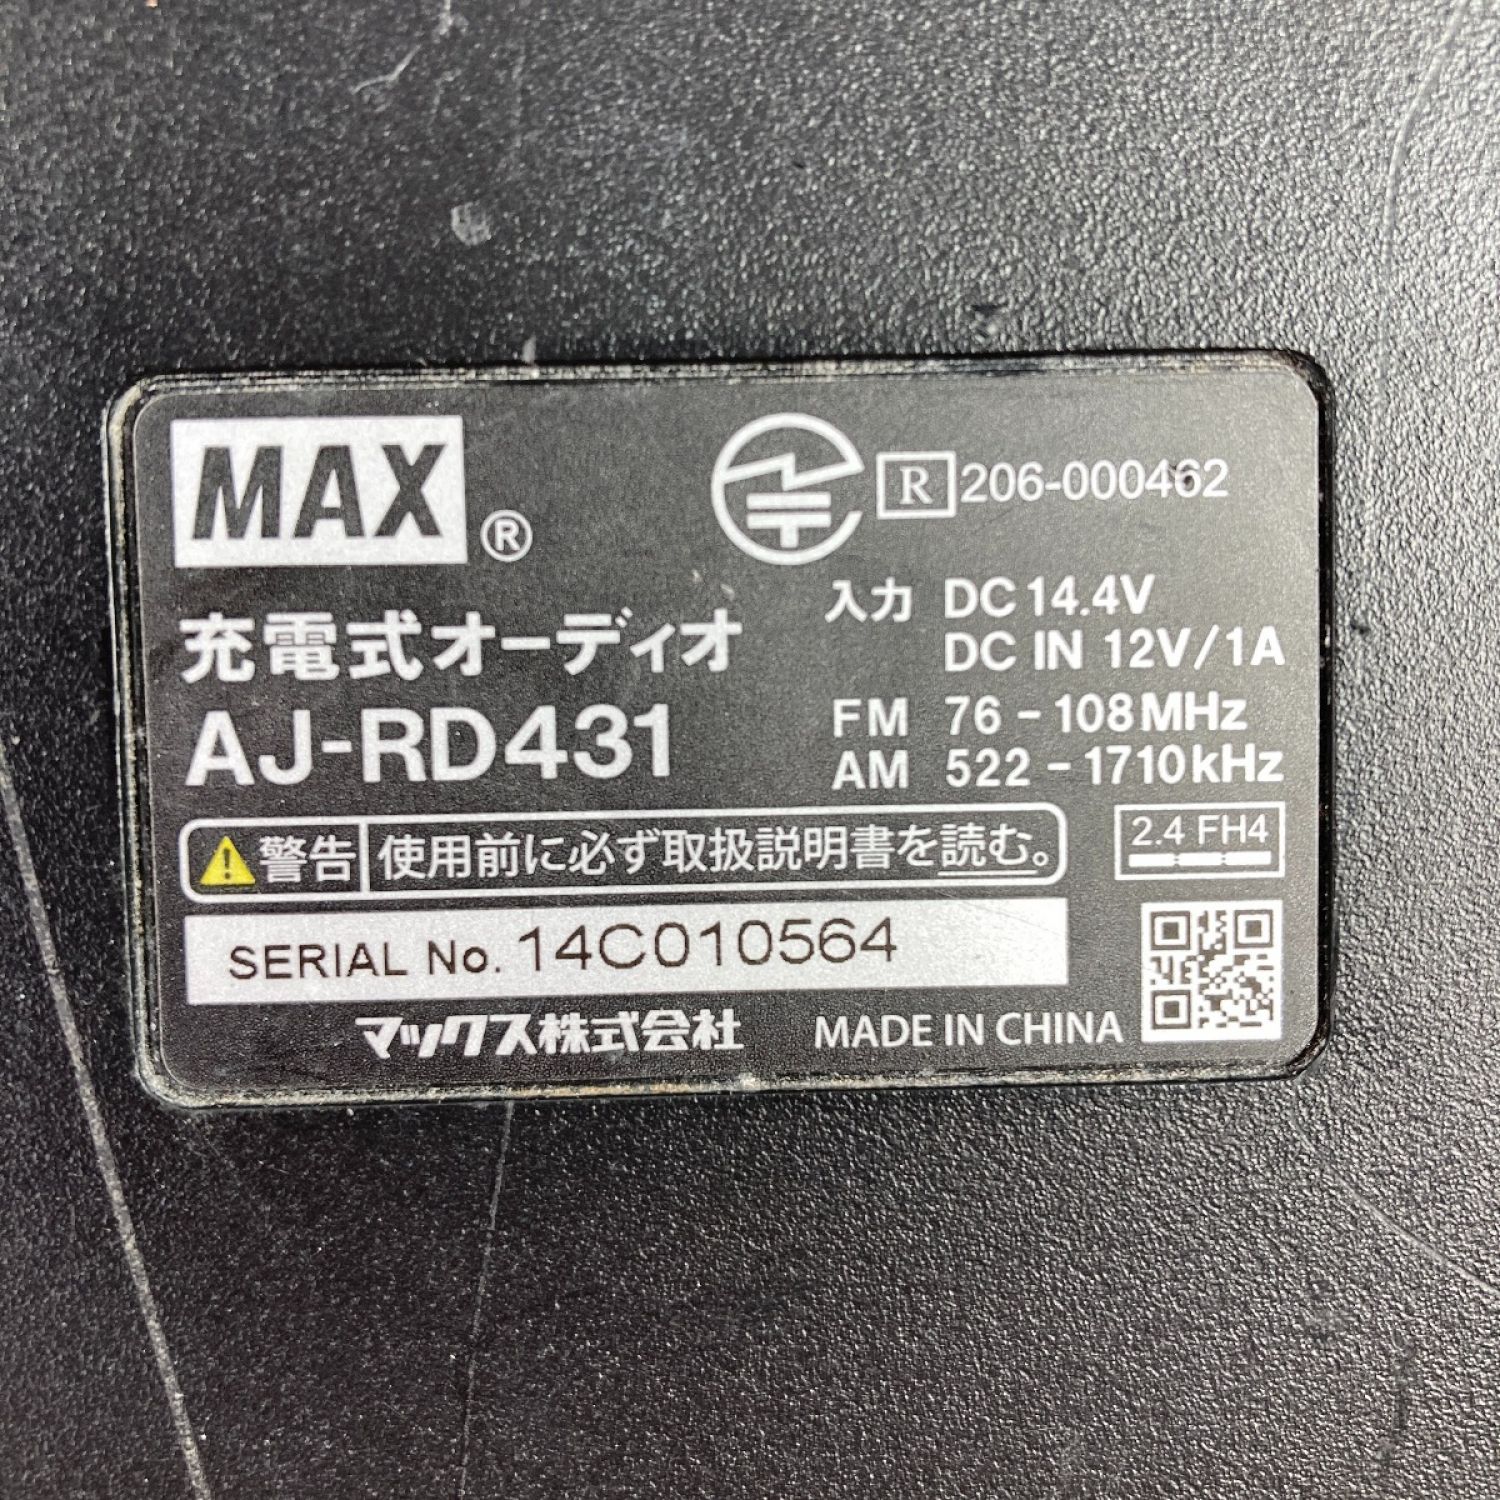 MAX®
R 206-000462
充電式オーディオ
AJ-RD431
入力 DC 14.4V
DC IN 12V/1A
FM 76-108MHz
AM 522-1710kHz
警告 使用前に必ず取扱説明書を読む。
2.4 FH4
SERIAL No. 14C010564
マックス株式会社
MADE IN CHINA